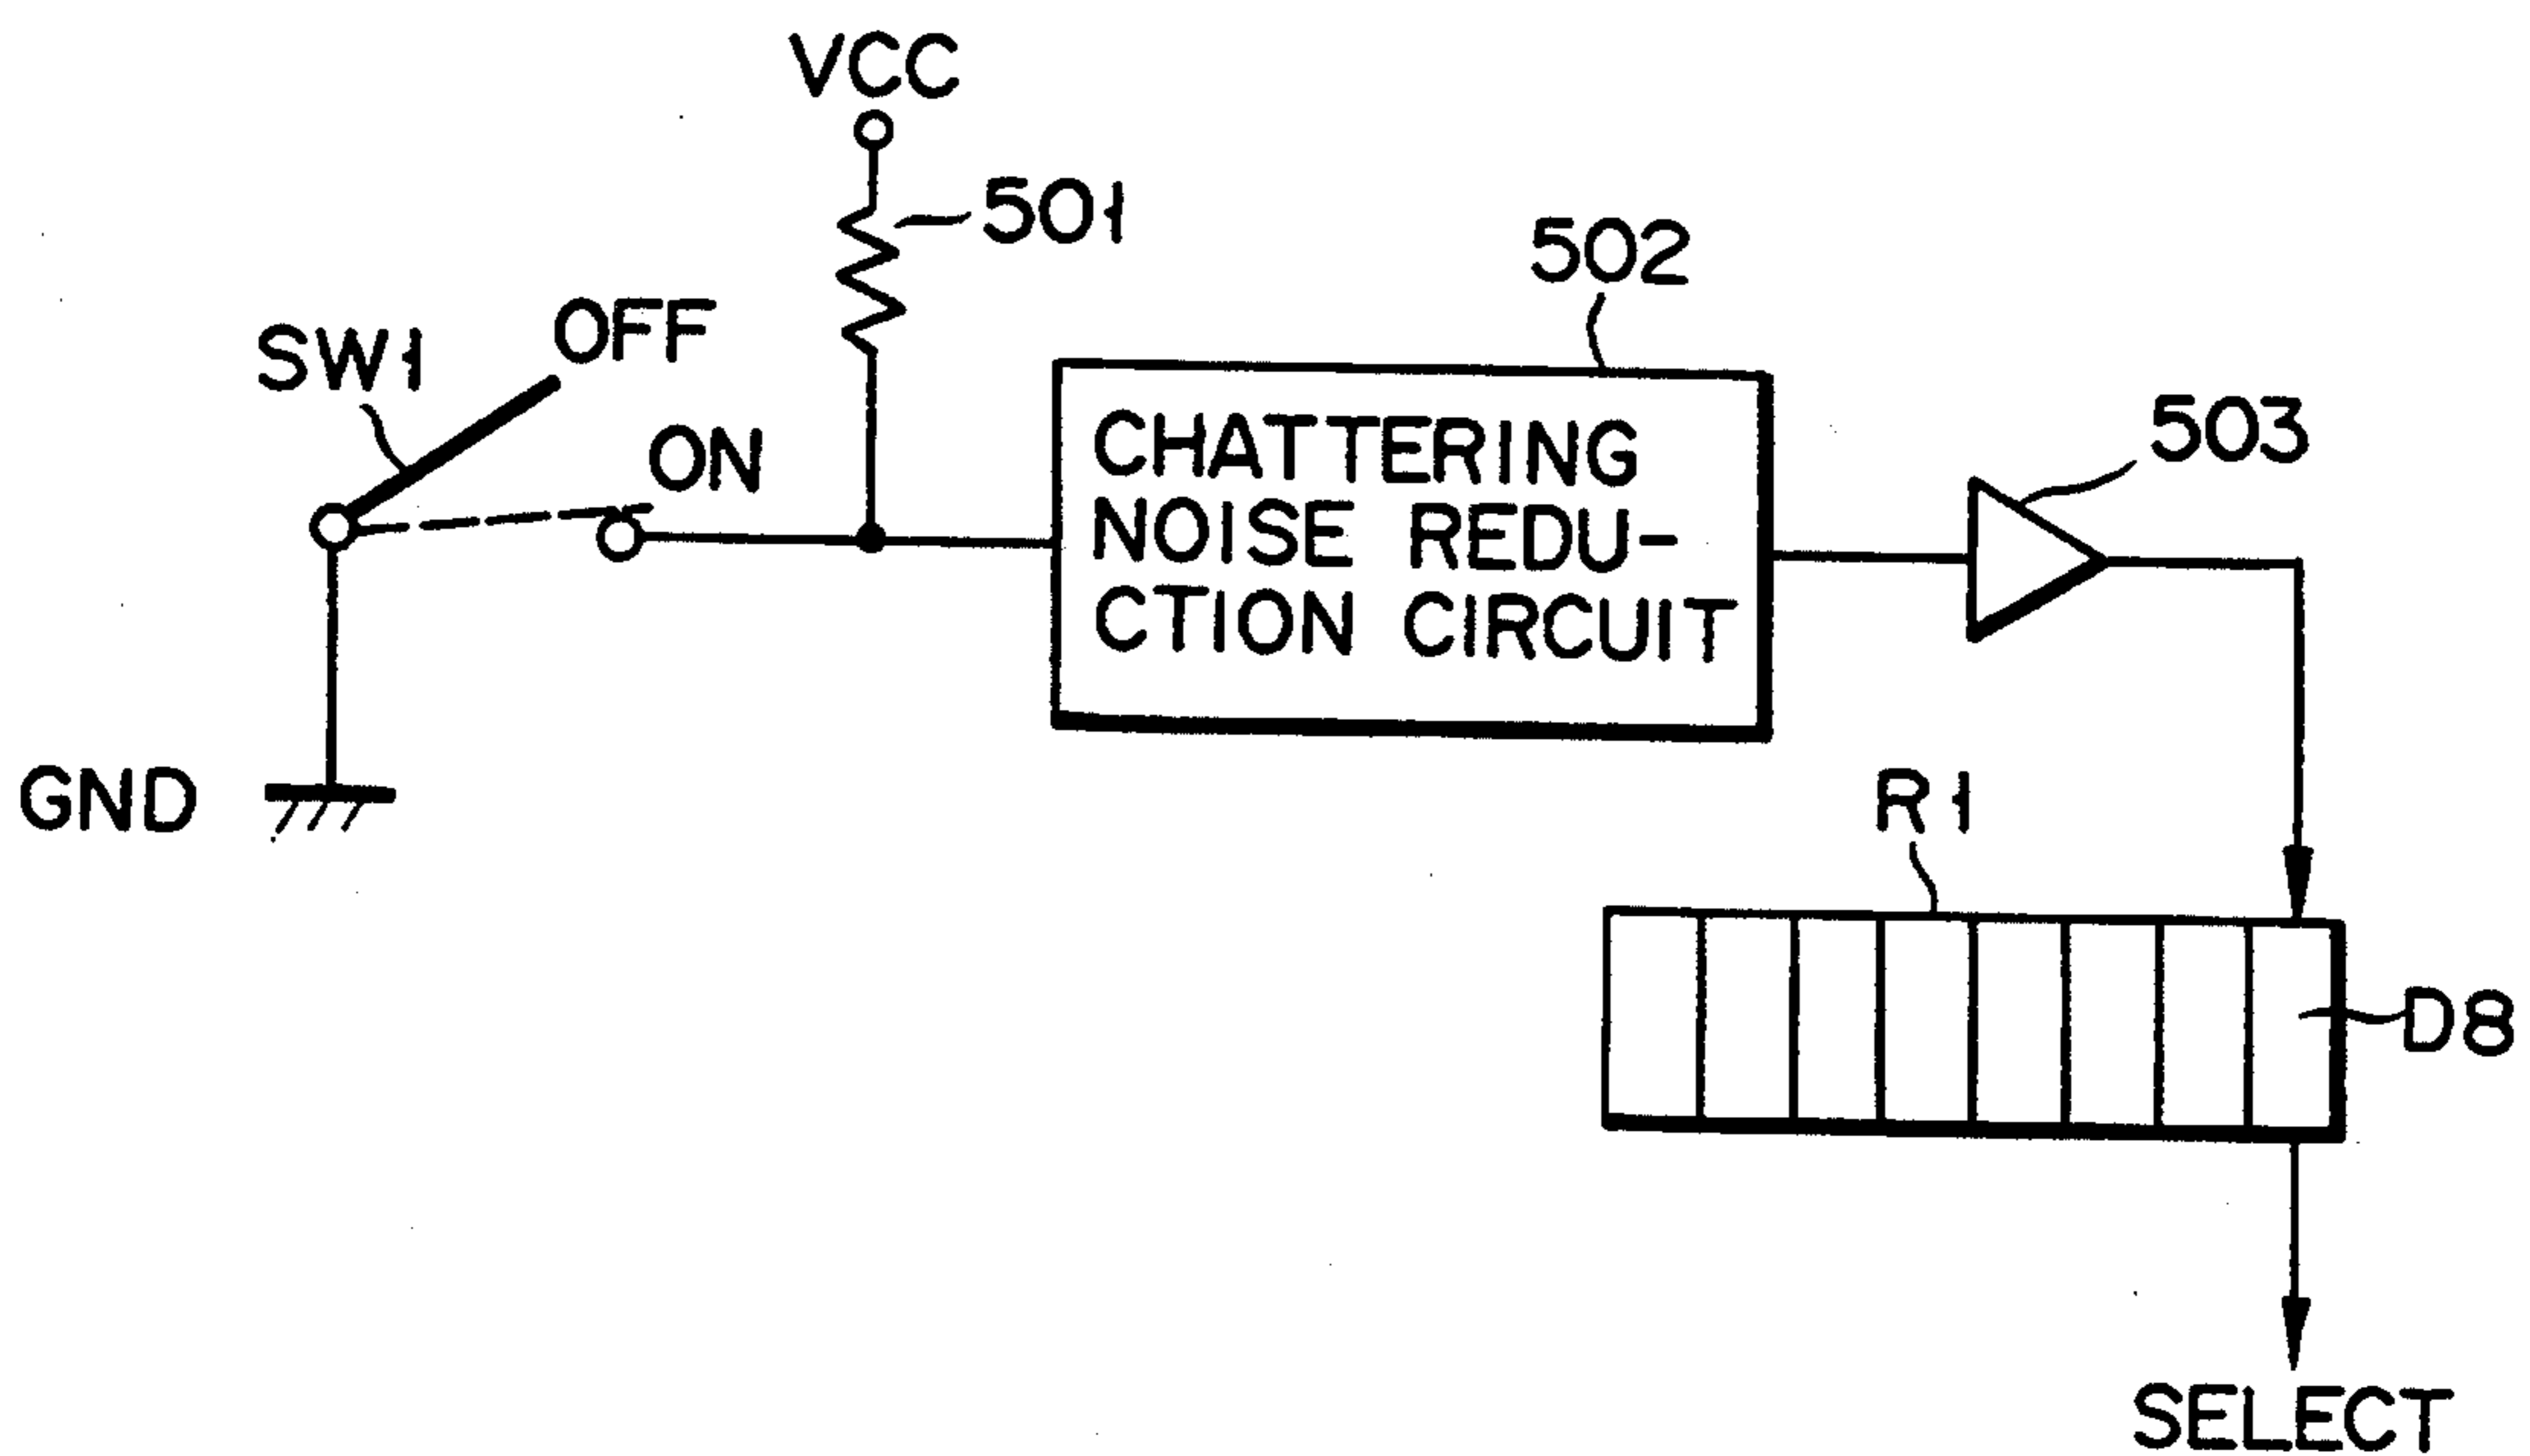 VCC
501
502
SW1
OFF
ON
503
CHATTERING
NOISE REDU-
CTION CIRCUIT
GND
R1
D8
SELECT